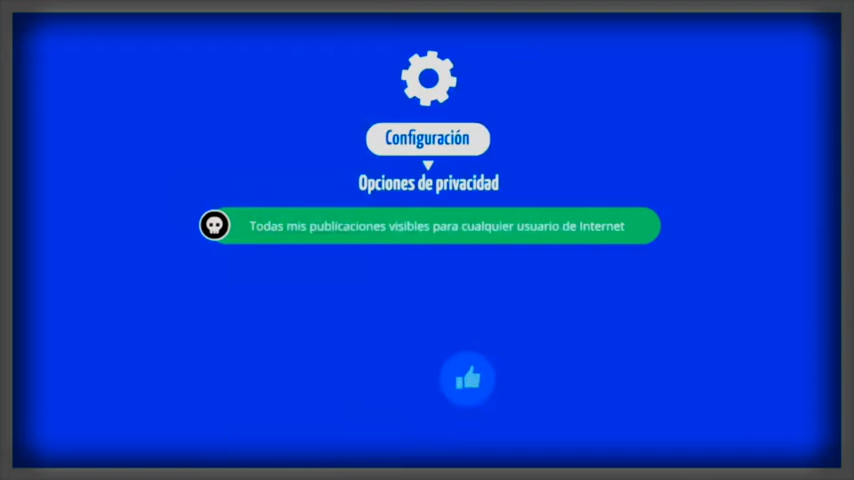 Configuración
Opciones de privacidad
Todas mis publicaciones visibles para cualquier usuario de Internet